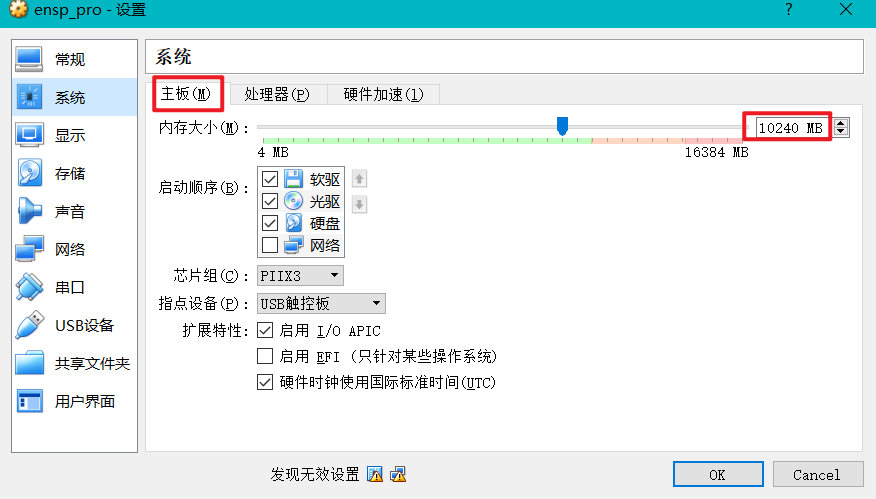 ensp_pro - 设置
?
常规
系统
显示
存储
声音
网络
串口
USB设备
共享文件夹
用户界面
系统
主板(M) 处理器(P) 硬件加速(l)
内存大小(M): 10240 MB
4 MB 16384 MB
启动顺序(B):
软驱
光驱
硬盘
网络
芯片组(C): PIIX3
指点设备(P): USB触控板
扩展特性: 启用 I/O APIC
启用 EFI (只针对某些操作系统)
硬件时钟使用国际标准时间(UTC)
发现无效设置
OK Cancel